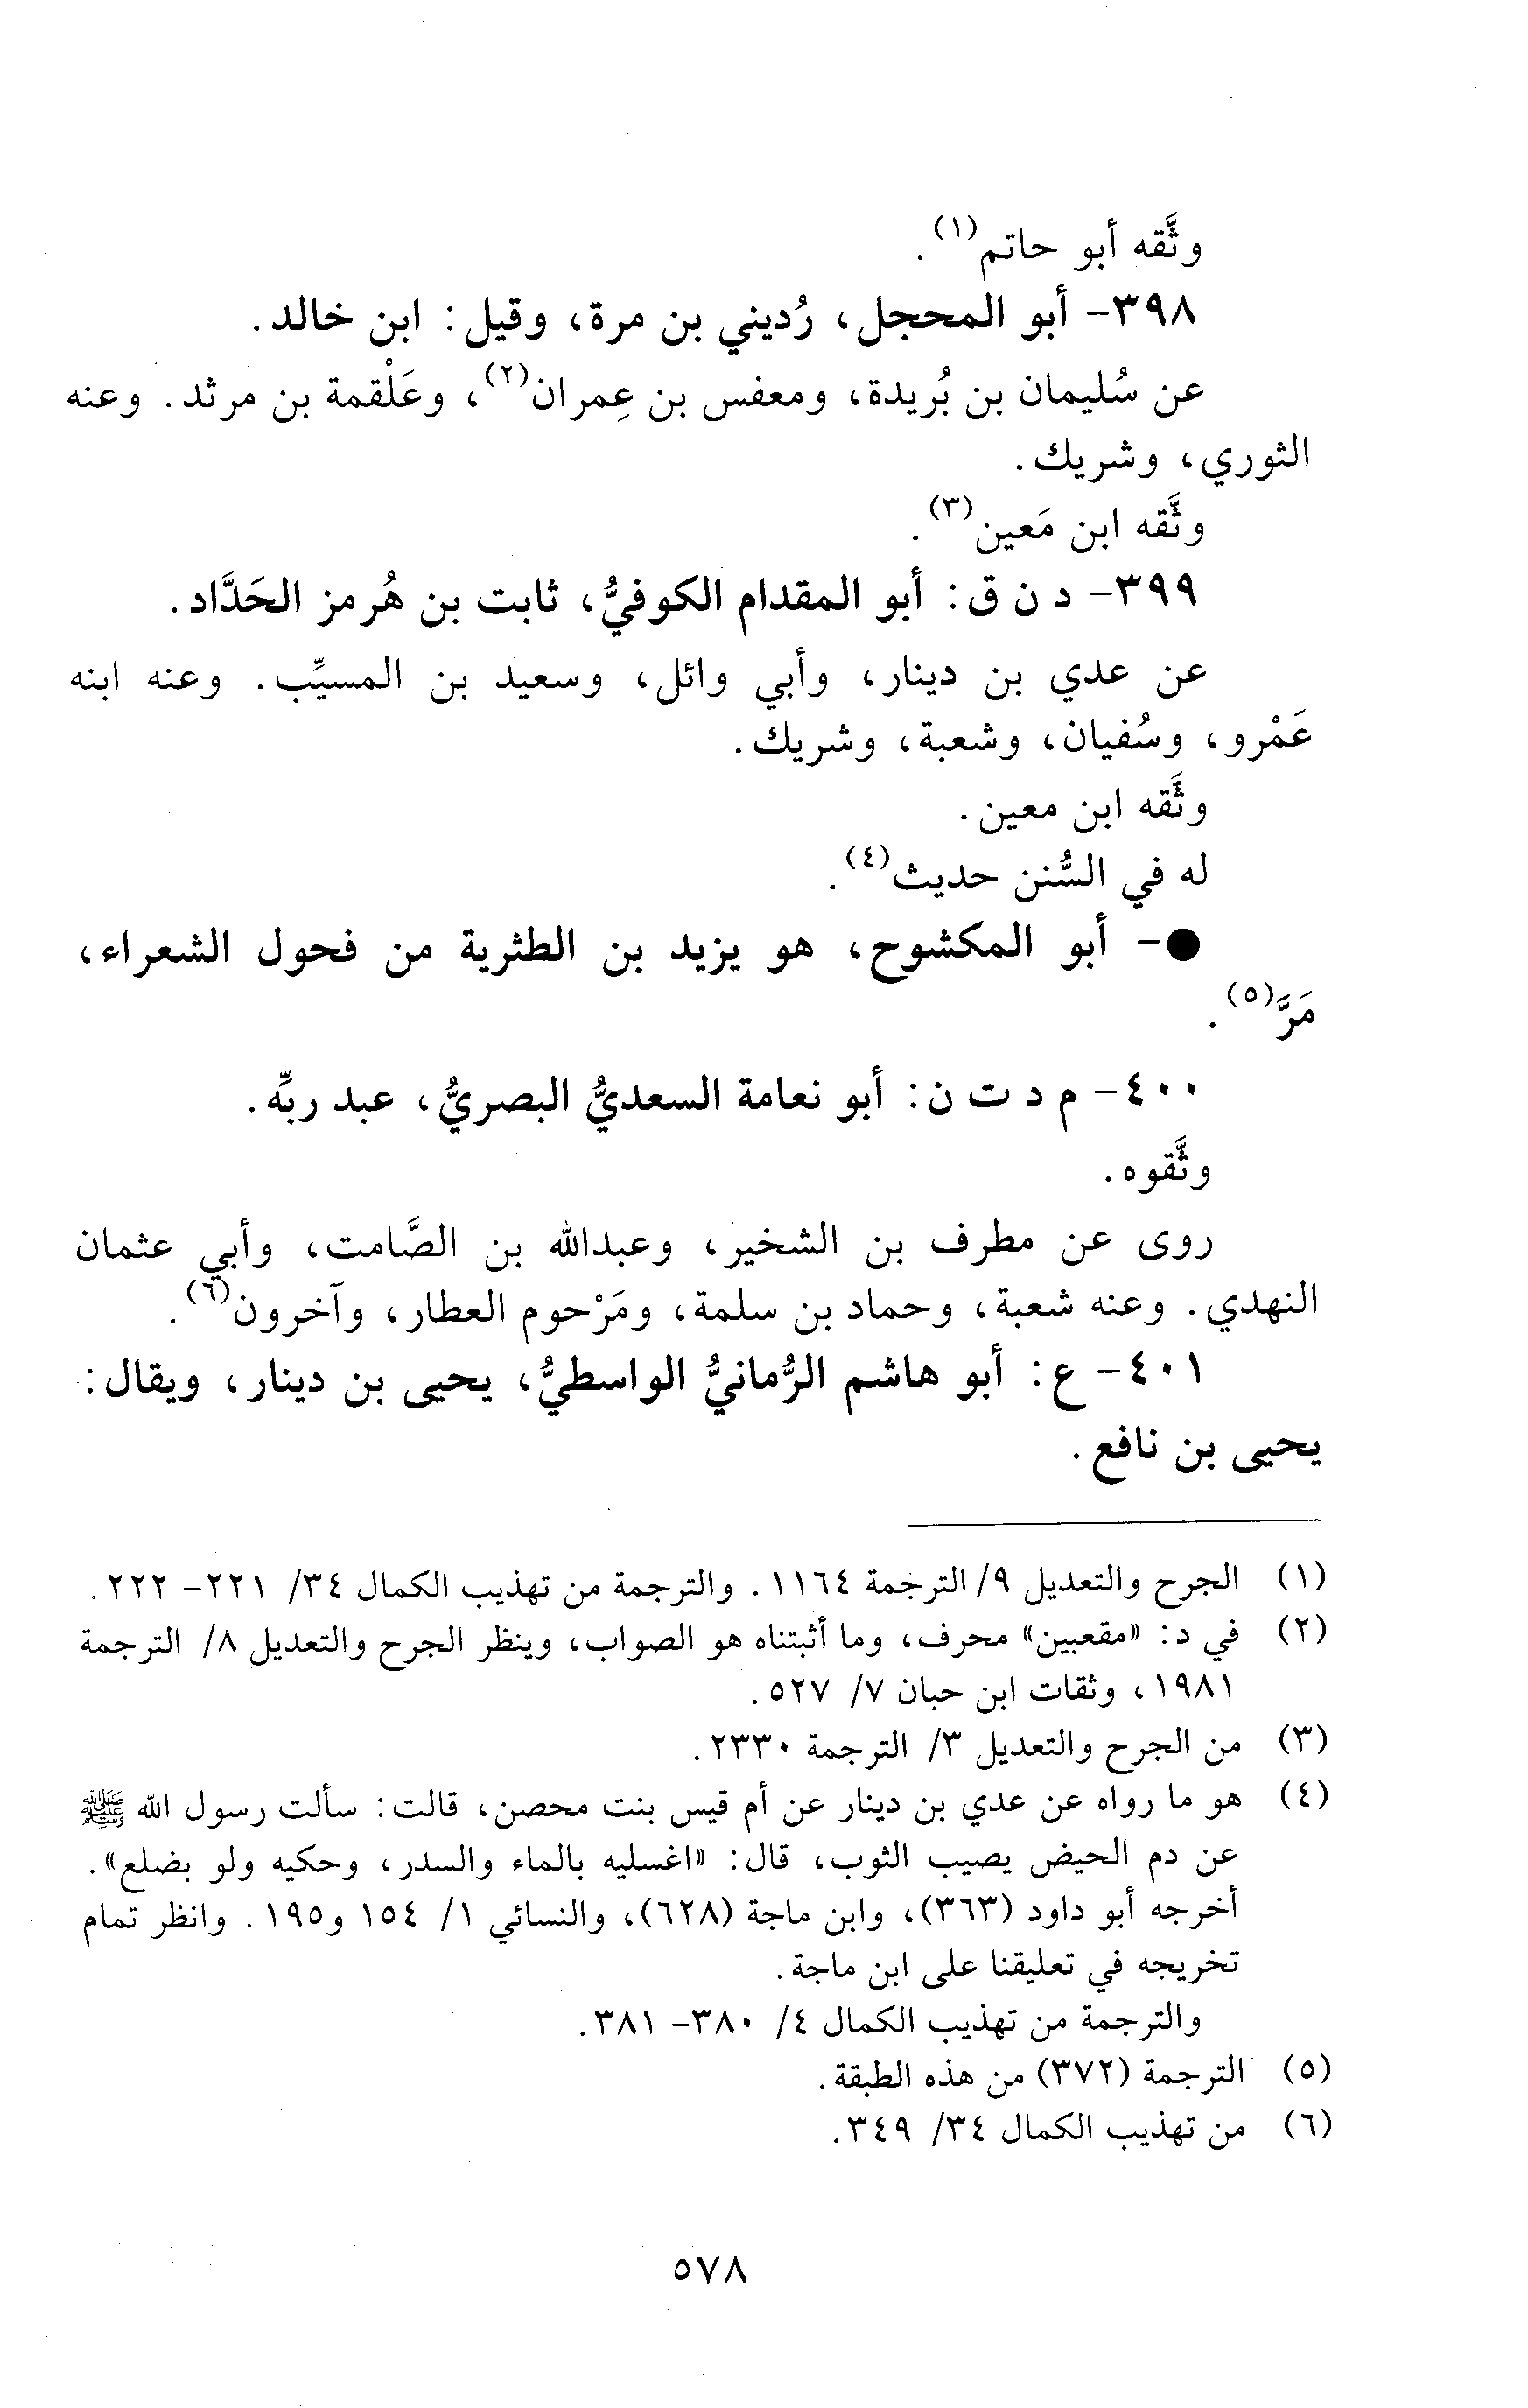 وثَّقه أبو حاتم(١).
٣٩٨- أبو المحجل، رُديني بن مرة، وقيل: ابن خالد.
عن سُليمان بن بُريدة، ومعفس بن عِمران(٢)، وعَلْقمة بن مرثد. وعنه
الثوري، وشريك.
وثَّقه ابن مَعين(٣).
٣٩٩- د ن ق: أبو المقدام الكوفيُّ، ثابت بن هُرمز الحَدَّاد.
عن عدي بن دينار، وأبي وائل، وسعيد بن المسيِّب. وعنه ابنه
عَمْرو، وسُفيان، وشعبة، وشريك.
وثَّقه ابن معين.
له في السُّنن حديث(٤).
●- أبو المكشوح، هو يزيد بن الطثرية من فحول الشعراء،
مَرَّ(٥).
٤٠٠- م د ت ن: أبو نعامة السعديُّ البصريُّ، عبد ربِّه.
وثَّقوه.
روى عن مطرف بن الشخير، وعبدالله بن الصَّامت، وأبي عثمان
النهدي. وعنه شعبة، وحماد بن سلمة، ومَرْحوم العطار، وآخرون(٦).
٤٠١- ع: أبو هاشم الرُّمانيُّ الواسطيُّ، يحيى بن دينار، ويقال:
يحيى بن نافع.
(١) الجرح والتعديل ٩/ الترجمة ١١٦٤. والترجمة من تهذيب الكمال ٣٤/ ٢٢١- ٢٢٢.
(٢) في د: «مقعبين» محرف، وما أثبتناه هو الصواب، وينظر الجرح والتعديل ٨/ الترجمة
١٩٨١، وثقات ابن حبان ٧/ ٥٢٧.
(٣) من الجرح والتعديل ٣/ الترجمة ٢٣٣٠.
(٤) هو ما رواه عن عدي بن دينار عن أم قيس بنت محصن، قالت: سألت رسول الله ﷺ
عن دم الحيض يصيب الثوب، قال: «اغسليه بالماء والسدر، وحكيه ولو بضلع».
أخرجه أبو داود (٣٦٣)، وابن ماجة (٦٢٨)، والنسائي ١/ ١٥٤ و١٩٥. وانظر تمام
تخريجه في تعليقنا على ابن ماجة.
والترجمة من تهذيب الكمال ٤/ ٣٨٠- ٣٨١.
(٥) الترجمة (٣٧٢) من هذه الطبقة.
(٦) من تهذيب الكمال ٣٤/ ٣٤٩.
٥٧٨